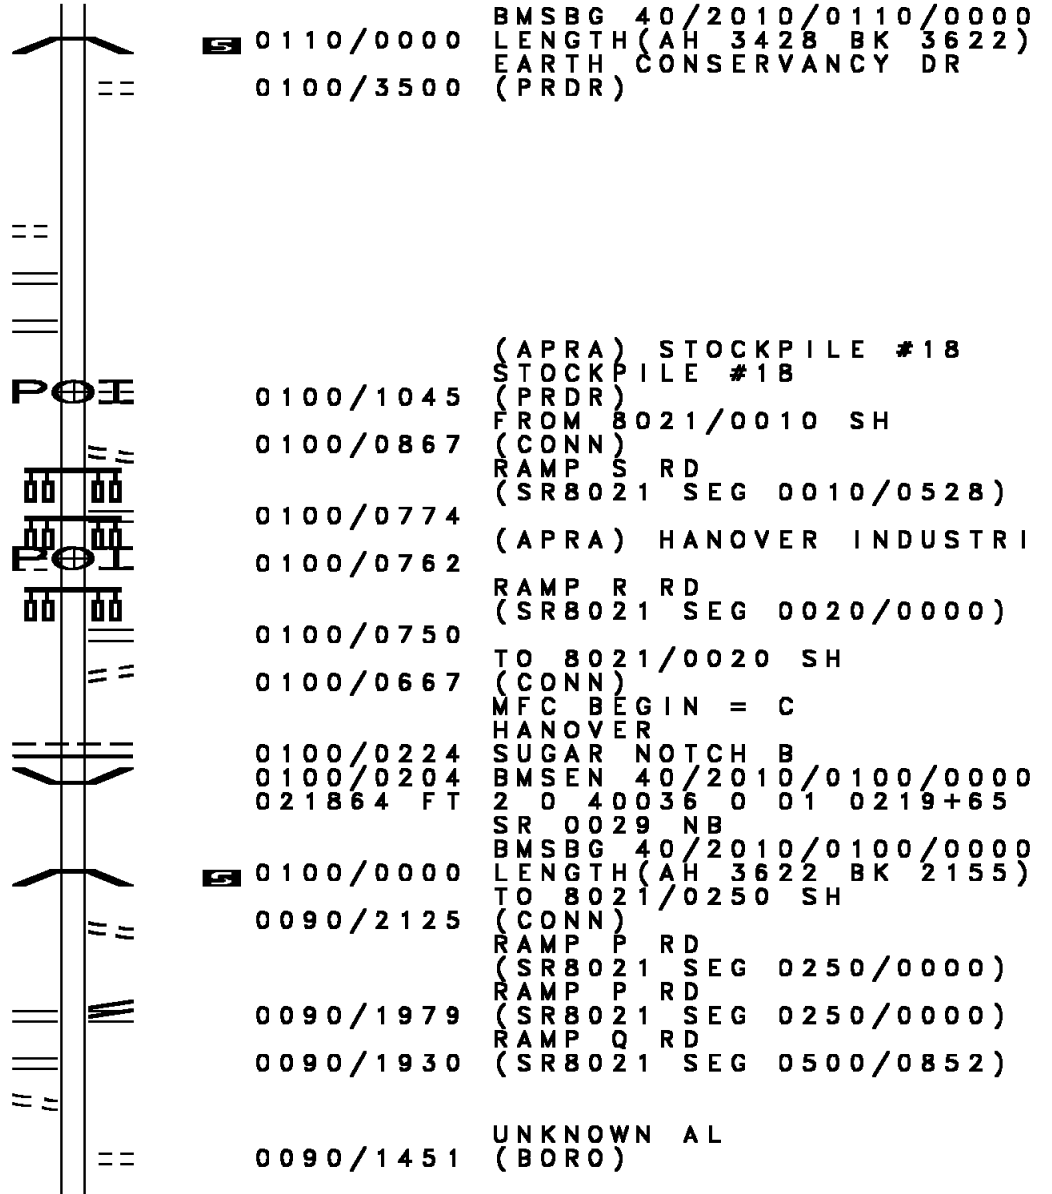 BMSBG 40/2010/0110/0000
S 0110/0000 LENGTH(AH 3428 BK 3622)
EARTH CONSERVANCY DR
0100/3500 (PRDR)
(APRA) STOCKPILE #18
STOCKPILE #18
POI 0100/1045 (PRDR)
FROM 8021/0010 SH
0100/0867 (CONN)
RAMP S RD
(SR8021 SEG 0010/0528)
0100/0774
(APRA) HANOVER INDUSTRI
POI 0100/0762
RAMP R RD
(SR8021 SEG 0020/0000)
0100/0750
TO 8021/0020 SH
0100/0667 (CONN)
MFC BEGIN = C
HANOVER
0100/0224 SUGAR NOTCH B
0100/0204 BMSEN 40/2010/0100/0000
021864 FT 2 0 40036 0 01 0219+65
SR 0029 NB
BMSBG 40/2010/0100/0000
S 0100/0000 LENGTH(AH 3622 BK 2155)
TO 8021/0250 SH
0090/2125 (CONN)
RAMP P RD
(SR8021 SEG 0250/0000)
RAMP P RD
0090/1979 (SR8021 SEG 0250/0000)
RAMP Q RD
0090/1930 (SR8021 SEG 0500/0852)
UNKNOWN AL
0090/1451 (BORO)